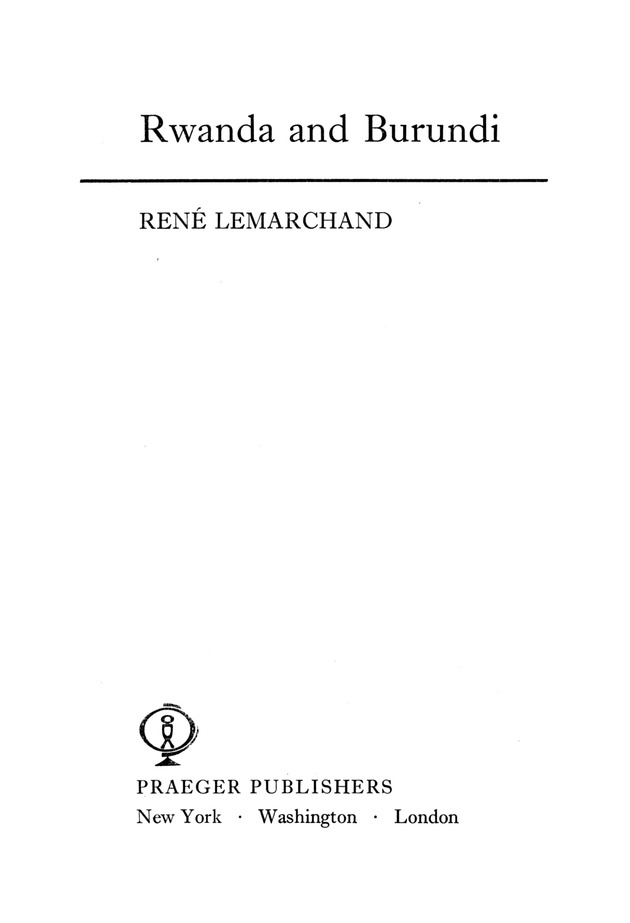 Rwanda and Burundi
RENÉ LEMARCHAND
PRAEGER PUBLISHERS
New York · Washington · London